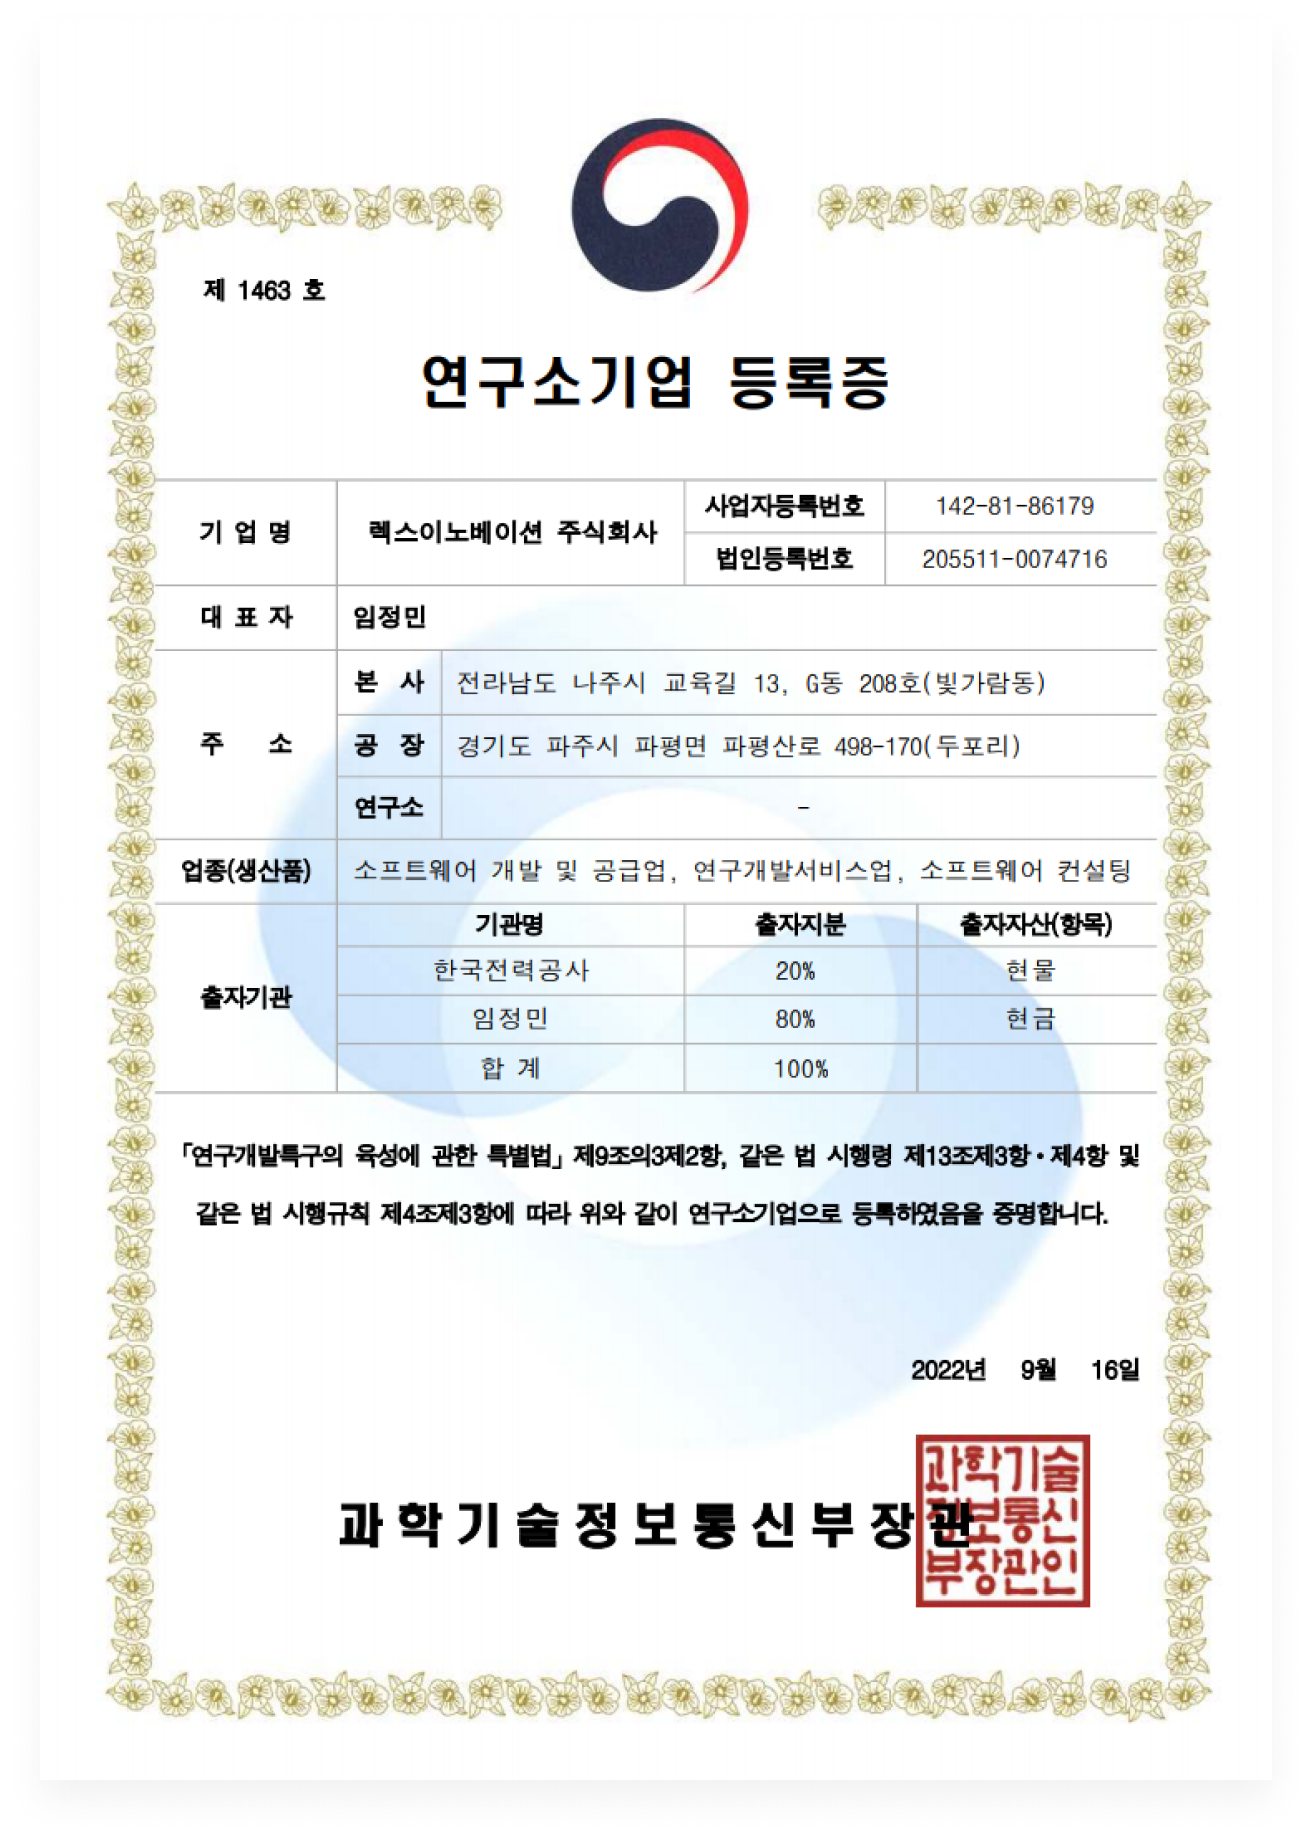 제 1463 호
연구소기업 등록증
기 업 명
렉스이노베이션 주식회사
사업자등록번호
142-81-86179
법인등록번호
205511-0074716
대 표 자
임정민
주 소
본 사
전라남도 나주시 교육길 13, G동 208호(빛가람동)
공 장
경기도 파주시 파평면 파평산로 498-170(두포리)
연구소
-
업종(생산품)
소프트웨어 개발 및 공급업, 연구개발서비스업, 소프트웨어 컨설팅
출자기관
기관명 출자지분 출자자산(항목)
한국전력공사 20% 현물
임정민 80% 현금
합 계 100%
「연구개발특구의 육성에 관한 특별법」 제9조의3제2항, 같은 법 시행령 제13조제3항·제4항 및
같은 법 시행규칙 제4조제3항에 따라 위와 같이 연구소기업으로 등록하였음을 증명합니다.
2022년 9월 16일
과학기술정보통신부장관
과학기술
정보통신
부장관인